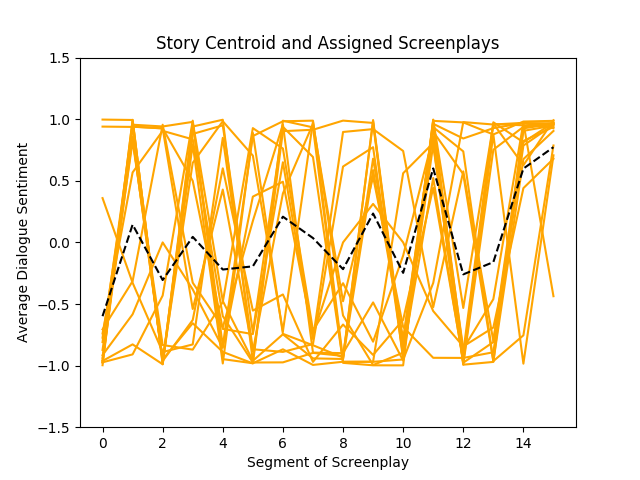 Story Centroid and Assigned Screenplays
1.5
1.0
0.5
0.0
−0.5
−1.0
−1.5
Average Dialogue Sentiment
0 2 4 6 8 10 12 14
Segment of Screenplay